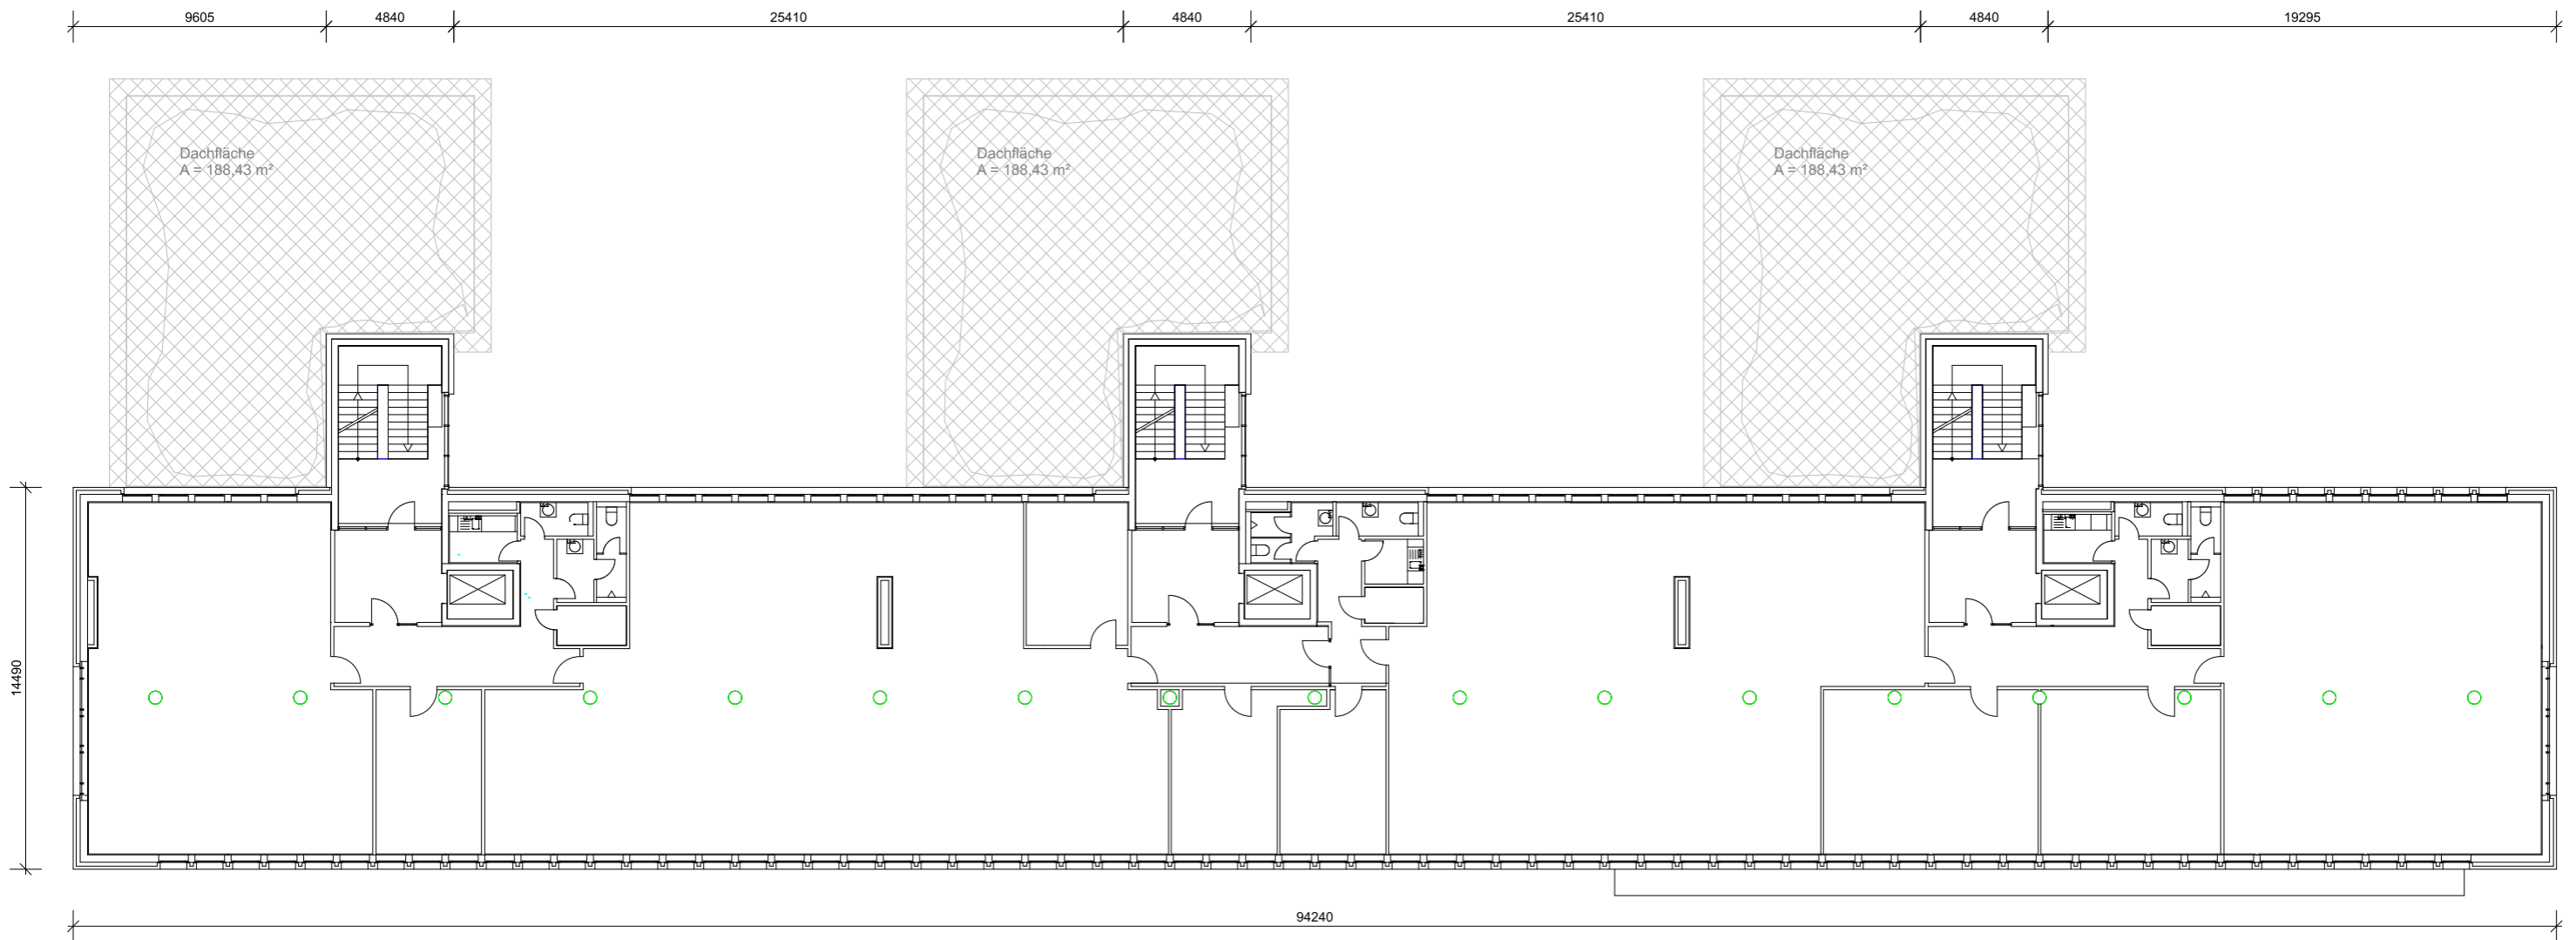 9605
4840
25410
4840
25410
4840
19295
Dachfläche
A = 188,43 m²
Dachfläche
A = 188,43 m²
Dachfläche
A = 188,43 m²
14490
94240